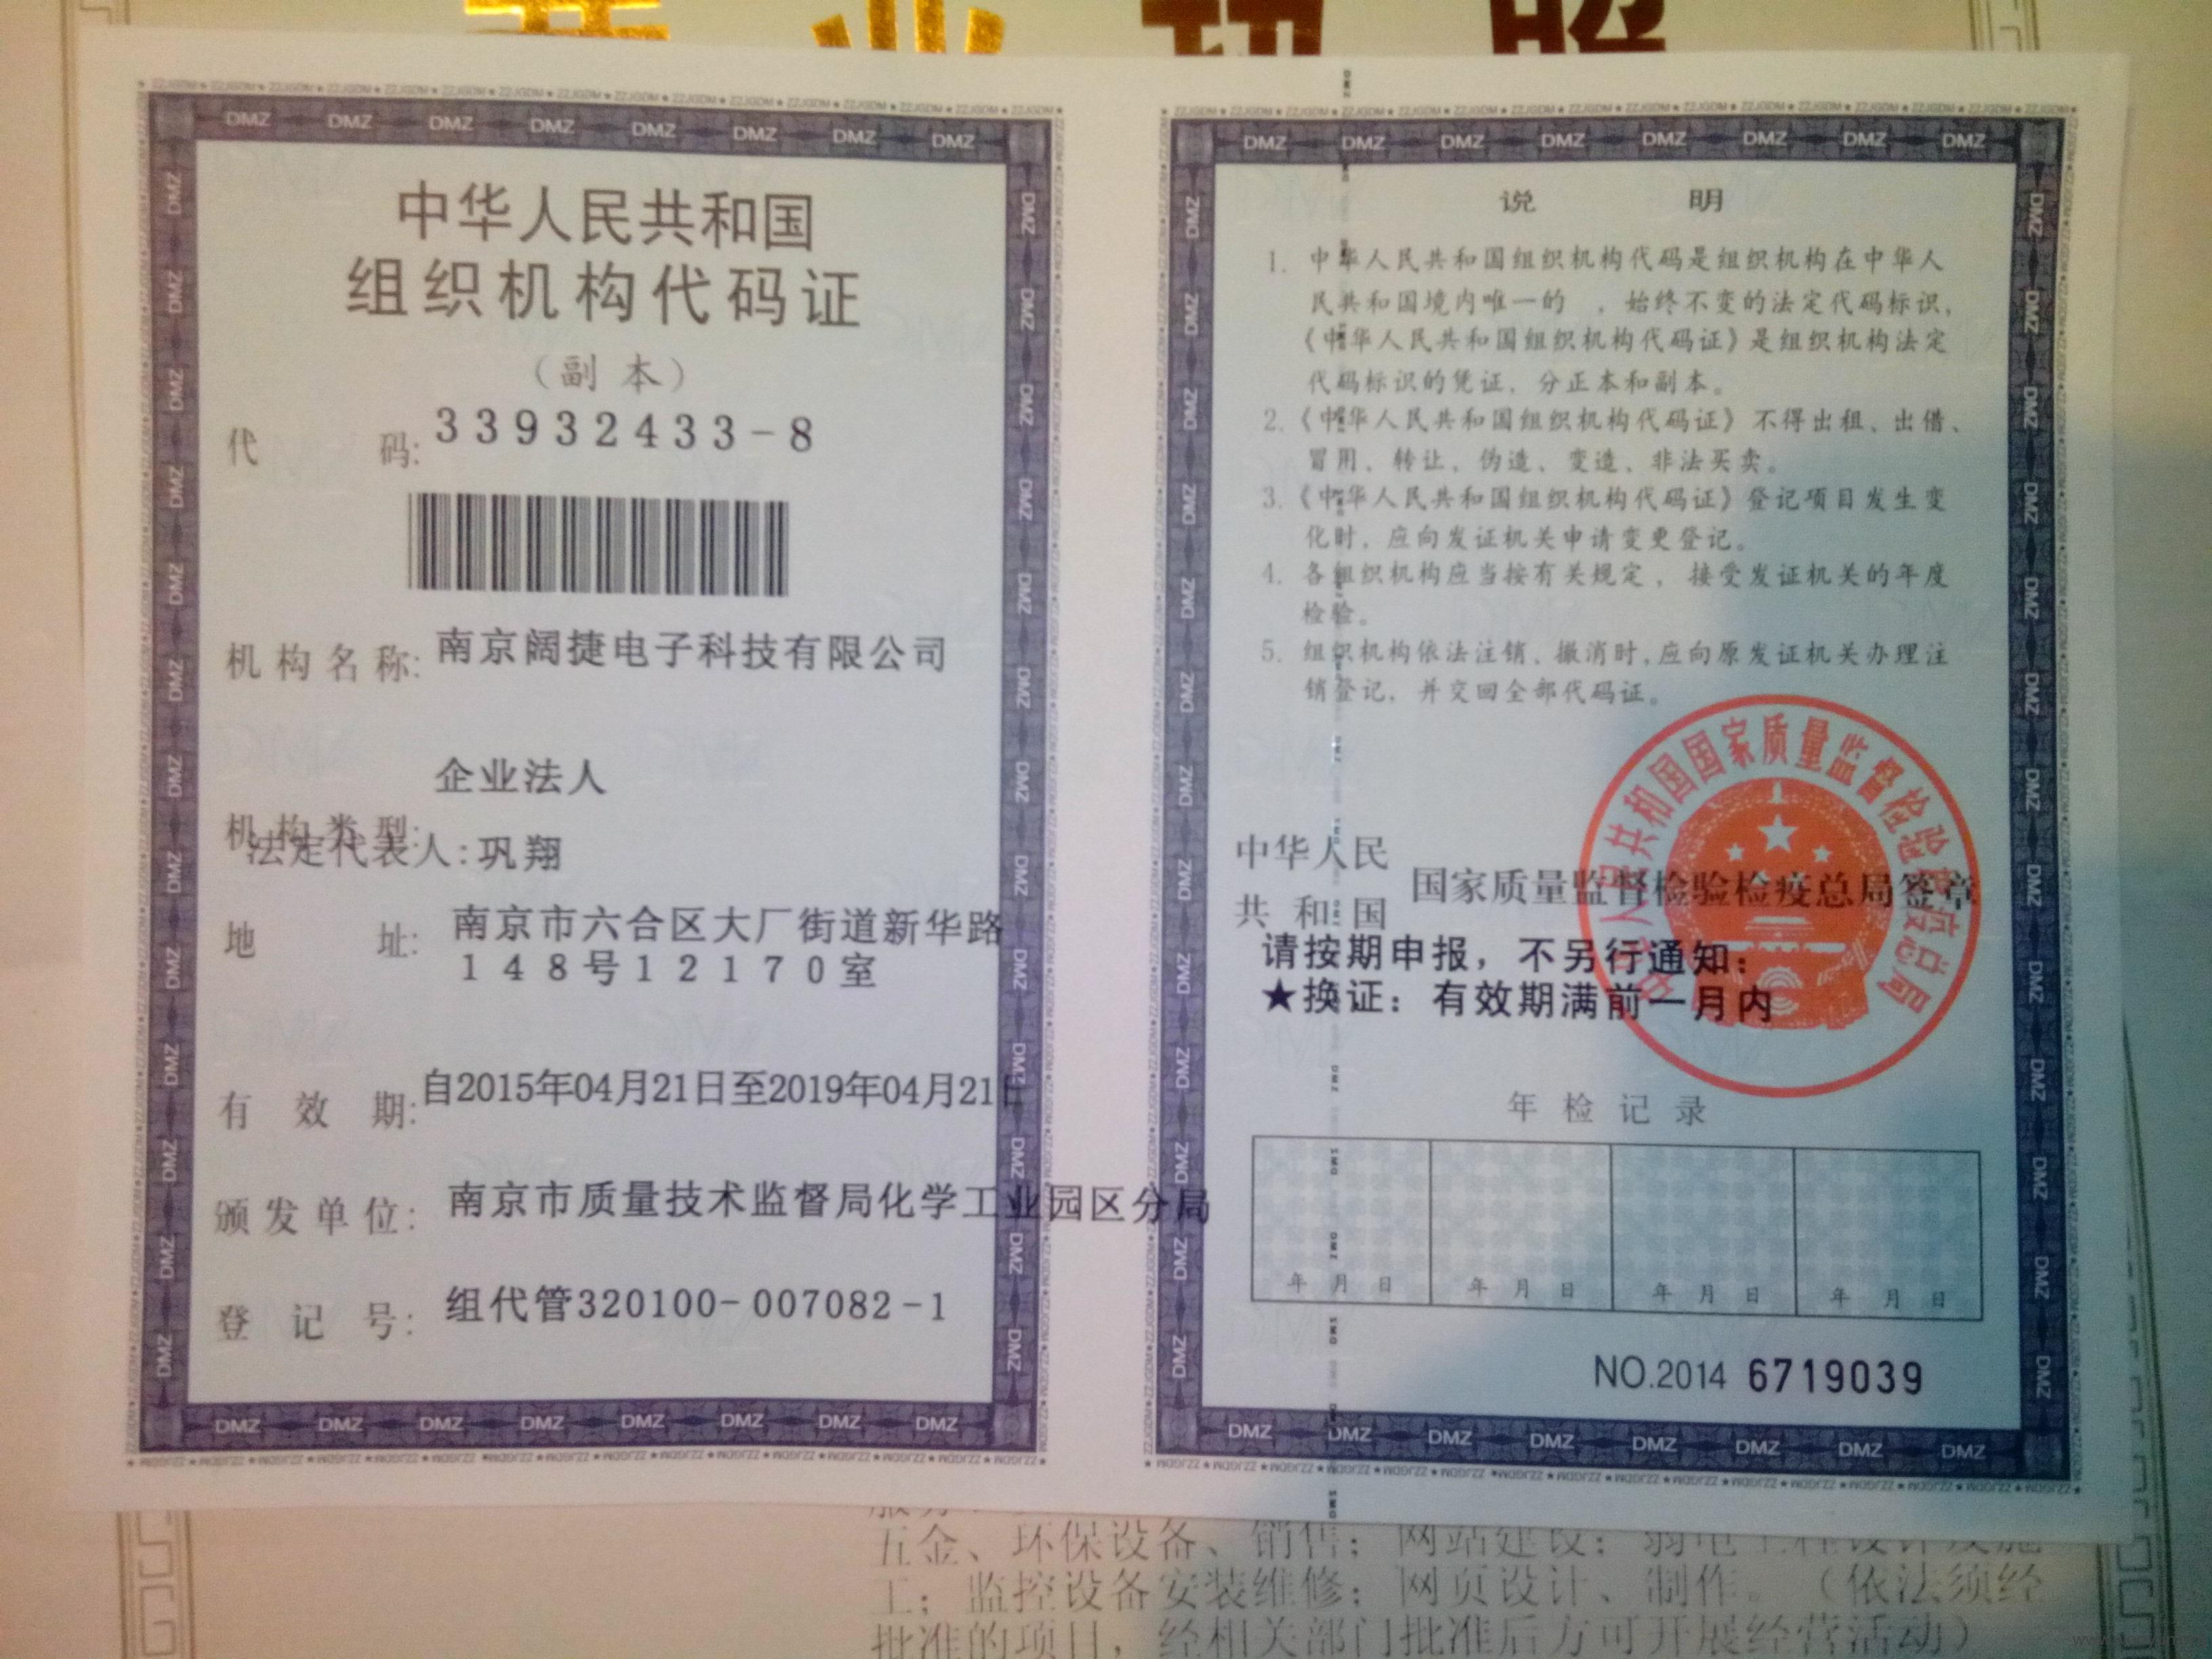 营业执照
中华人民共和国
组织机构代码证
（副 本）
代 码: 33932433-8
机构名称: 南京阔捷电子科技有限公司
企业法人
机构类型:
法定代表人:巩翔
地 址: 南京市六合区大厂街道新华路
148号12170室
有 效 期: 自2015年04月21日至2019年04月21日
颁发单位: 南京市质量技术监督局化学工业园区分局
登 记 号: 组代管320100-007082-1
说 明
1. 中华人民共和国组织机构代码是组织机构在中华人
民共和国境内唯一的 ，始终不变的法定代码标识，
《中华人民共和国组织机构代码证》是组织机构法定
代码标识的凭证，分正本和副本。
2.《中华人民共和国组织机构代码证》不得出租、出借、
冒用、转让、伪造、变造、非法买卖。
3.《中华人民共和国组织机构代码证》登记项目发生变
化时，应向发证机关申请变更登记。
4. 各组织机构应当按有关规定，接受发证机关的年度
检验。
5. 组织机构依法注销、撤消时,应向原发证机关办理注
销登记，并交回全部代码证。
中华人民共和国国家质量监督检验检疫总局
中华人民
共 和 国
国家质量监督检验检疫总局签章
请按期申报，不另行通知：
★换证：有效期满前一月内
年 检 记 录
年 月 日 年 月 日 年 月 日 年 月 日
NO.2014 6719039
五金、环保设备、销售；网站建设；弱电工程设计及施
工；监控设备安装维修；网页设计、制作。（依法须经
批准的项目，经相关部门批准后方可开展经营活动）